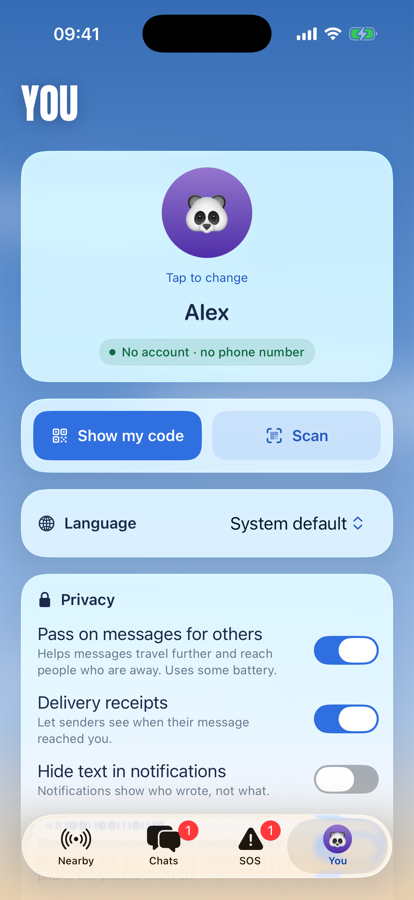 09:41
YOU
Tap to change
Alex
No account · no phone number
Show my code
Scan
Language
System default
Privacy
Pass on messages for others
Helps messages travel further and reach
people who are away. Uses some battery.
Delivery receipts
Let senders see when their message
reached you.
Hide text in notifications
Notifications show who wrote, not what.
1
1
Nearby
Chats
SOS
You